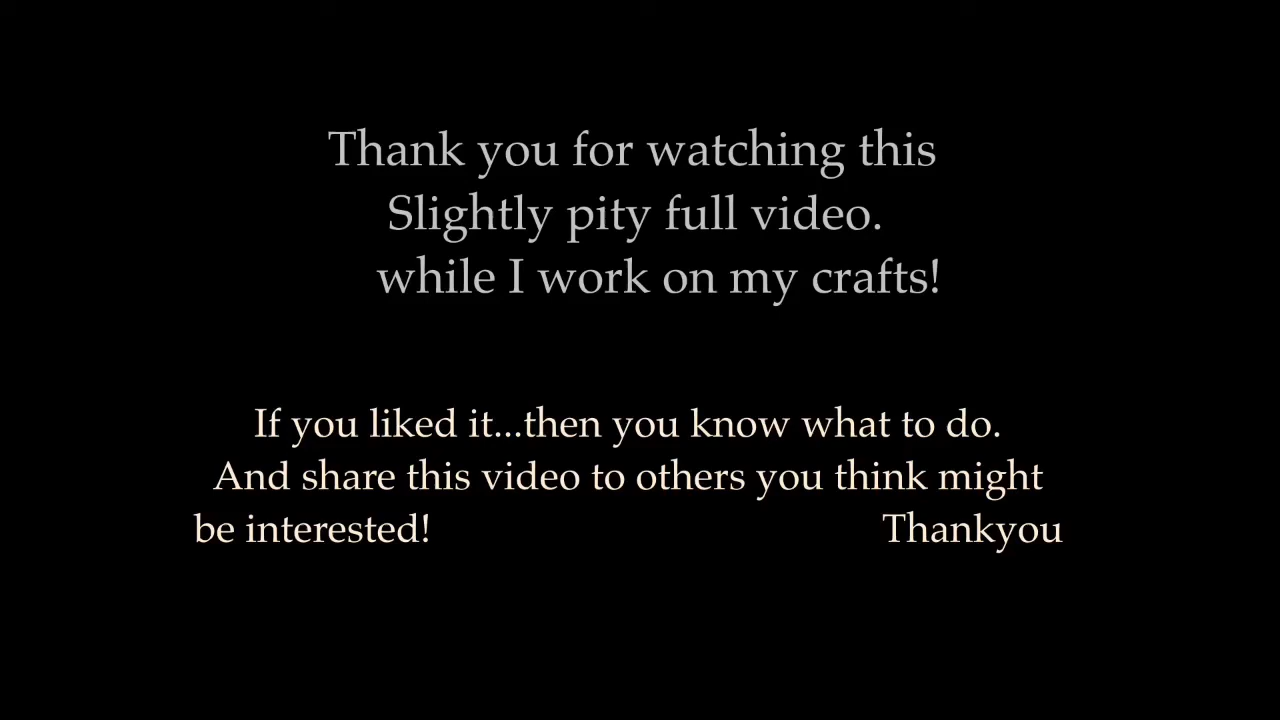 Thank you for watching this
Slightly pity full video.
while I work on my crafts!
If you liked it...then you know what to do.
And share this video to others you think might
be interested! Thankyou